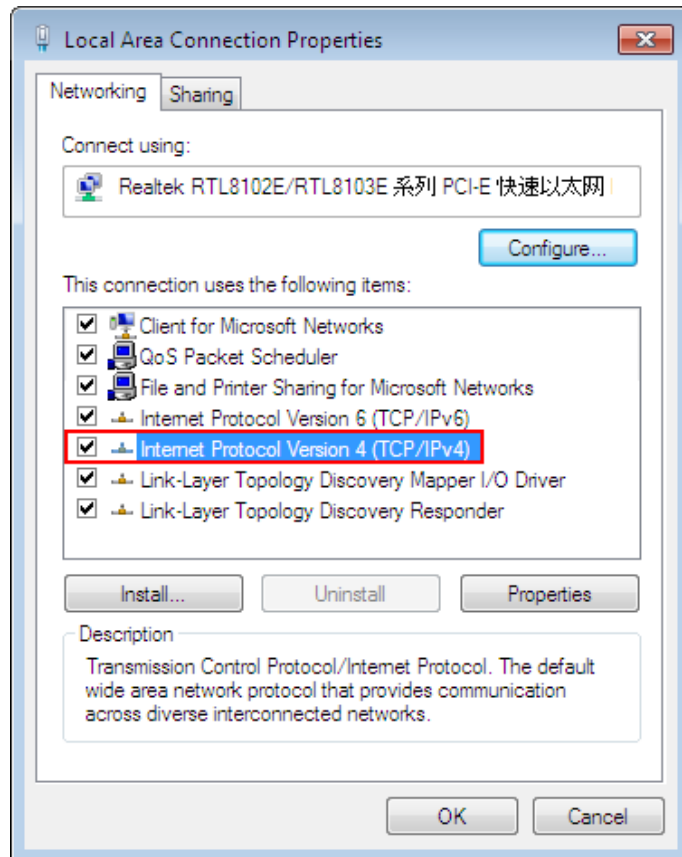 Local Area Connection Properties
Networking
Sharing
Connect using:
Realtek RTL8102E/RTL8103E 系列 PCI-E 快速以太网
Configure...
This connection uses the following items:
Client for Microsoft Networks
QoS Packet Scheduler
File and Printer Sharing for Microsoft Networks
Internet Protocol Version 6 (TCP/IPv6)
Internet Protocol Version 4 (TCP/IPv4)
Link-Layer Topology Discovery Mapper I/O Driver
Link-Layer Topology Discovery Responder
Install...
Uninstall
Properties
Description
Transmission Control Protocol/Internet Protocol. The default
wide area network protocol that provides communication
across diverse interconnected networks.
OK
Cancel